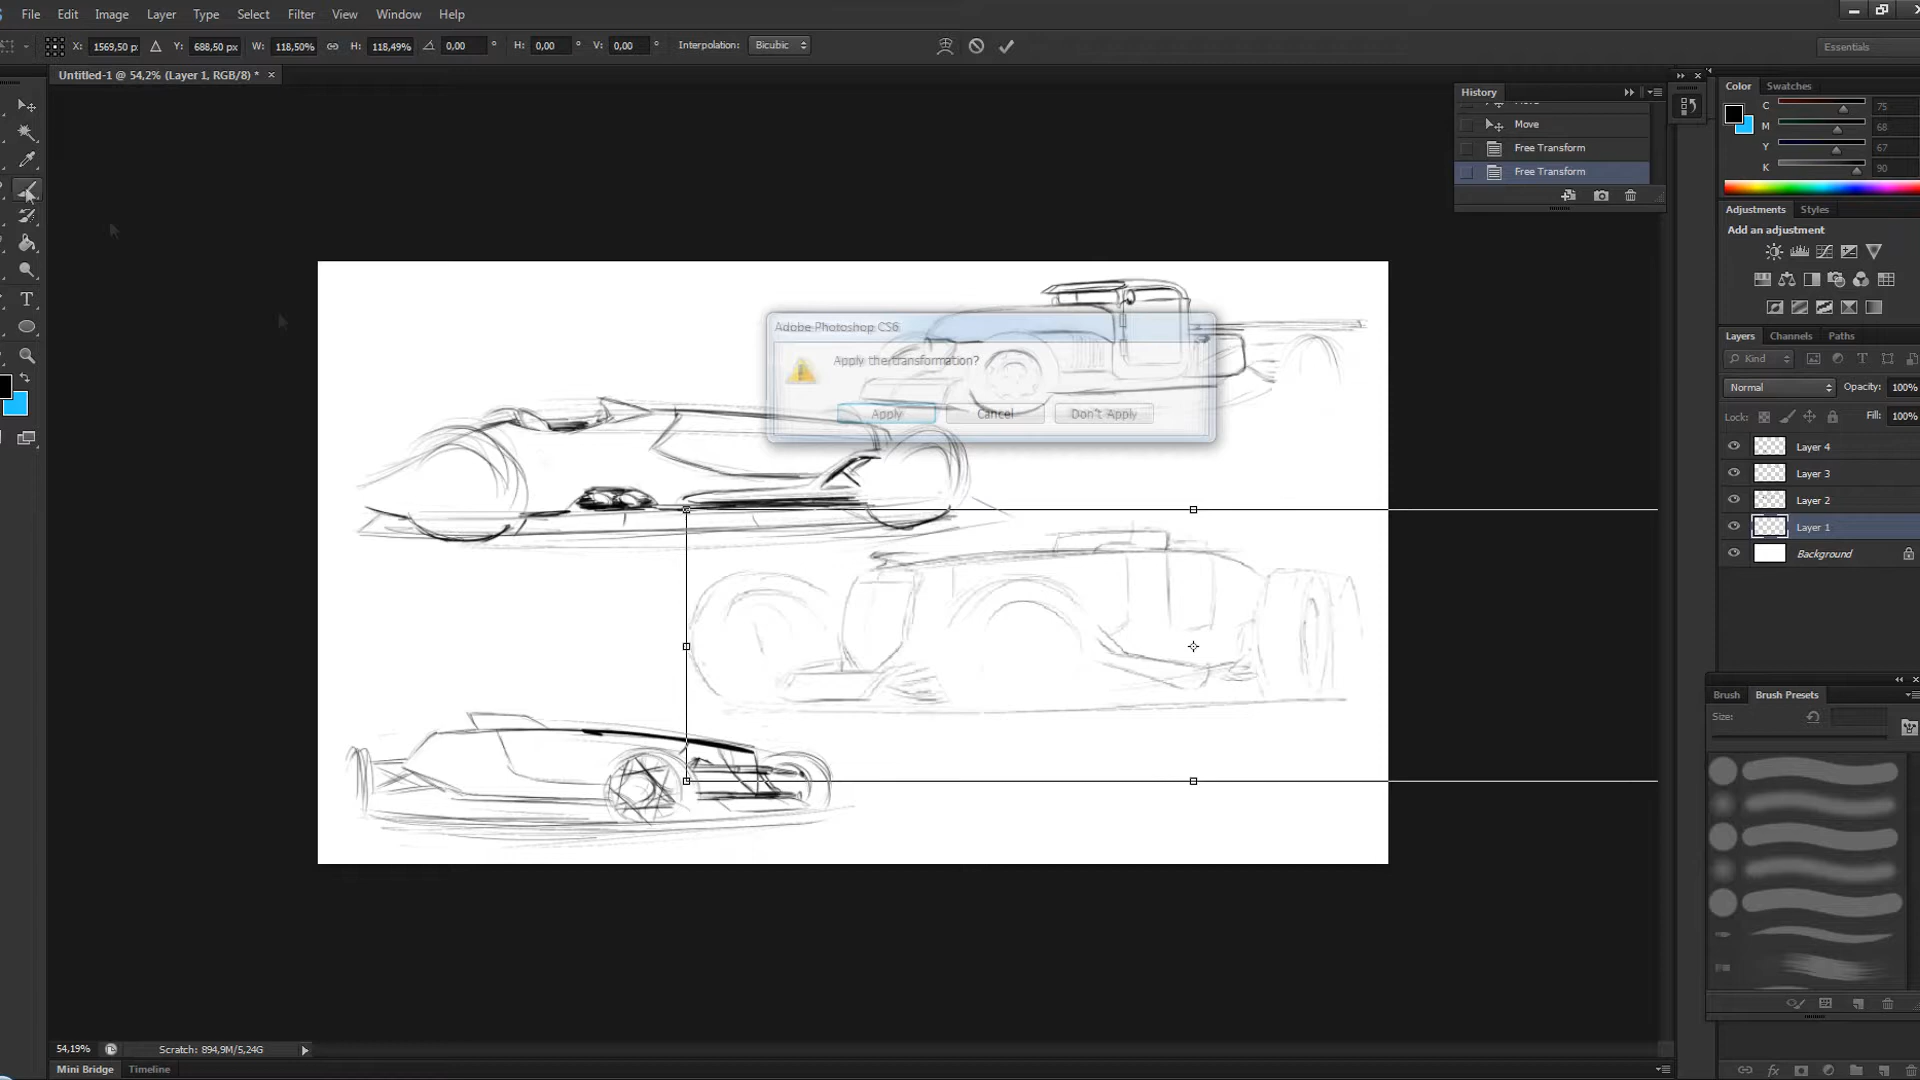 File Edit Image Layer Type Select Filter View Window Help
X: 1569,50 p Y: 688,50 px W: 118,50% H: 118,49% 0,00 ° H: 0,00 ° V: 0,00 ° Interpolation: Bicubic
Essentials
Untitled-1 @ 54,2% (Layer 1, RGB/8) * ×
History
Move
Free Transform
Free Transform
Color Swatches
C 75
M 68
Y 67
K 90
Adjustments Styles
Add an adjustment
Layers Channels Paths
Kind
Normal Opacity: 100%
Lock: Fill: 100%
Layer 4
Layer 3
Layer 2
Layer 1
Background
Adobe Photoshop CS6
Apply the transformation?
Apply Cancel Don't Apply
T
Brush Brush Presets
Size:
54,19% Scratch: 894,9M/5,24G
Mini Bridge Timeline